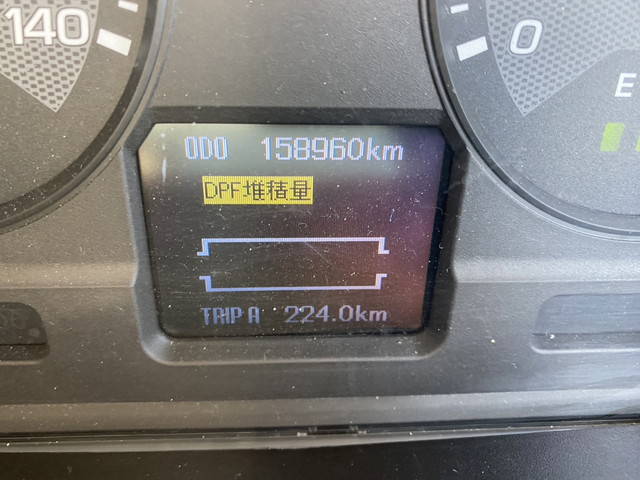 140
0
E
ODO 158960km
DPF堆積量
TRIP A 224.0km